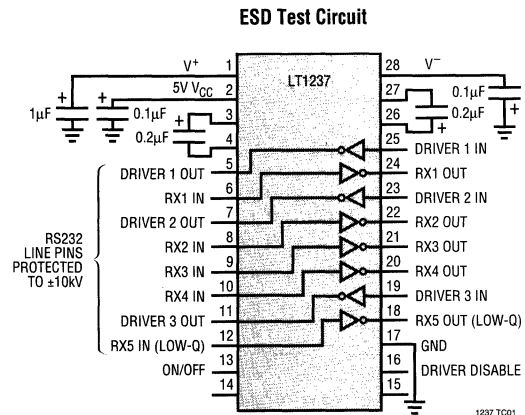 ESD Test Circuit
LT1237
V+ 1
5V VCC 2
3
4
1µF
0.1µF
0.2µF
DRIVER 1 OUT 5
RX1 IN 6
DRIVER 2 OUT 7
RX2 IN 8
RX3 IN 9
RX4 IN 10
DRIVER 3 OUT 11
RX5 IN (LOW-Q) 12
ON/OFF 13
14
RS232
LINE PINS
PROTECTED
TO ±10kV
28 V−
27
26
0.1µF
0.2µF
25 DRIVER 1 IN
24 RX1 OUT
23 DRIVER 2 IN
22 RX2 OUT
21 RX3 OUT
20 RX4 OUT
19 DRIVER 3 IN
18 RX5 OUT (LOW-Q)
17 GND
16 DRIVER DISABLE
15
1237 TC01